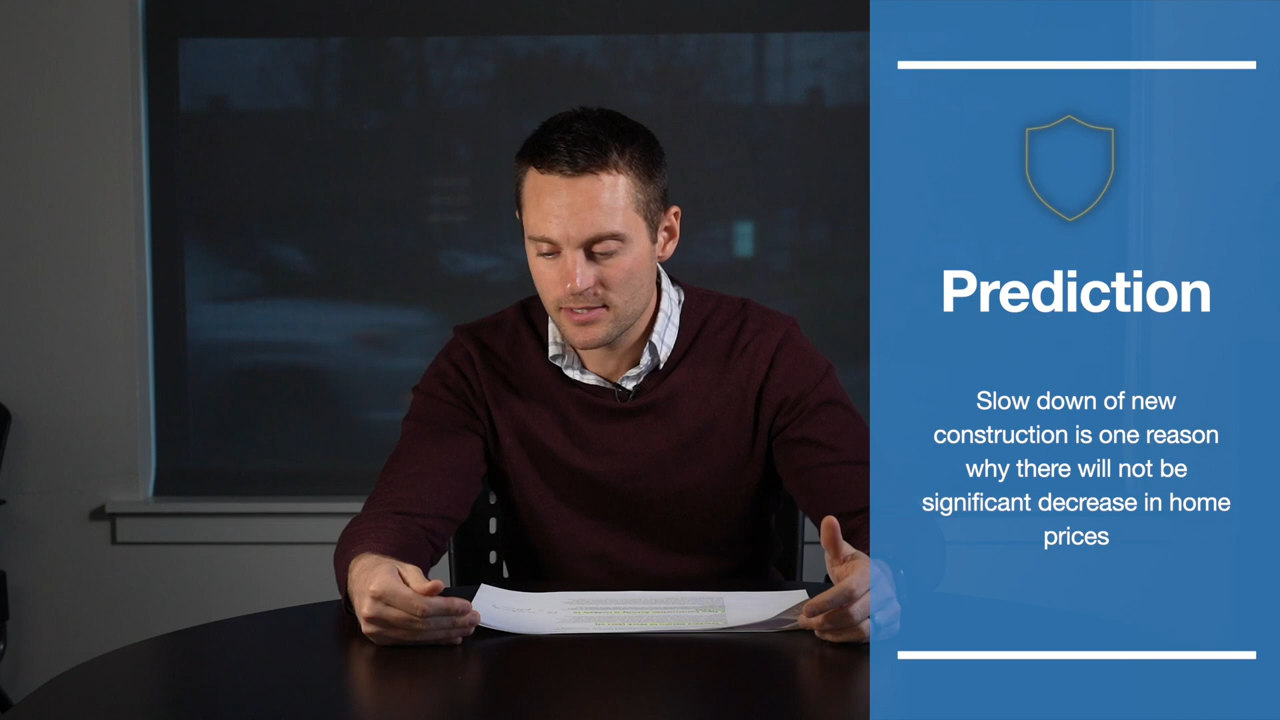 Prediction
Slow down of new
construction is one reason
why there will not be
significant decrease in home
prices